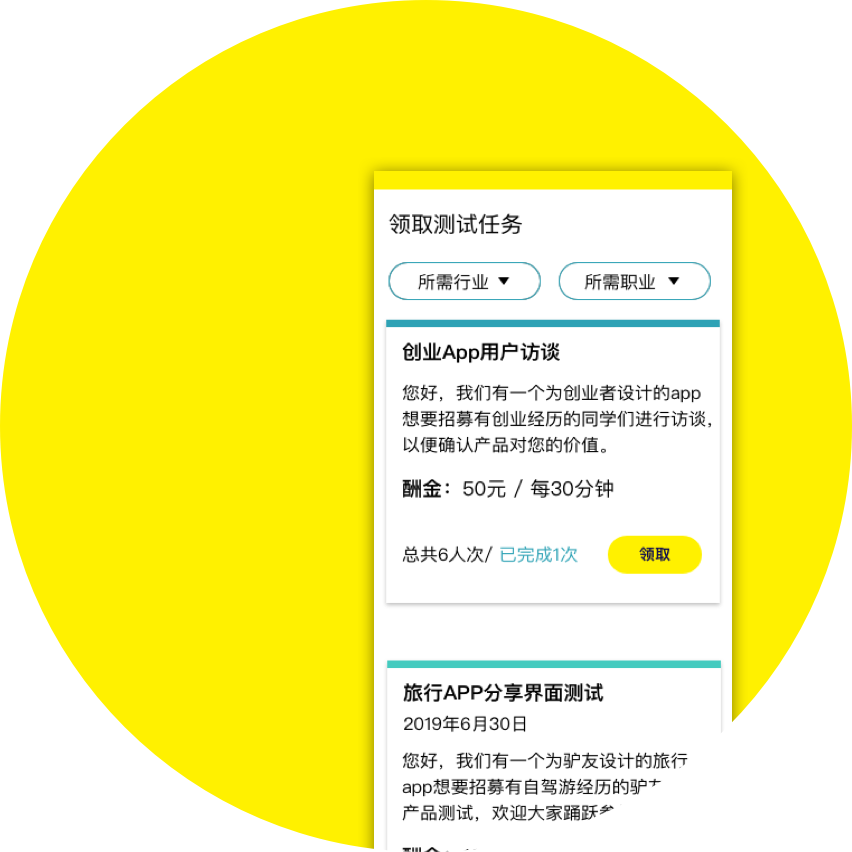 领取测试任务
所需行业 ▼ 所需职业 ▼
创业App用户访谈
您好，我们有一个为创业者设计的app
想要招募有创业经历的同学们进行访谈，
以便确认产品对您的价值。
酬金：50元 / 每30分钟
总共6人次/ 已完成1次 领取
旅行APP分享界面测试
2019年6月30日
您好，我们有一个为驴友设计的旅行
app想要招募有自驾游经历的驴
产品测试，欢迎大家踊跃